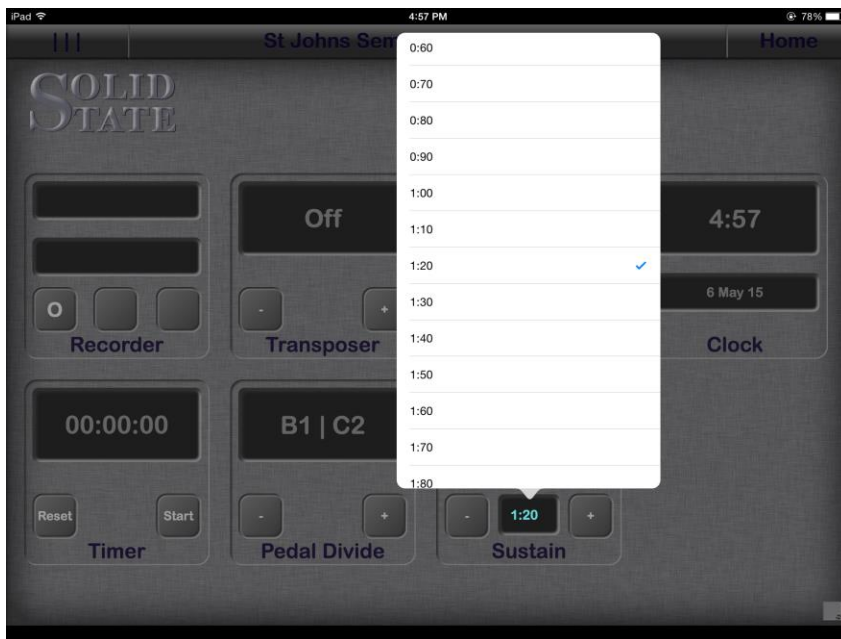 iPad 4:57 PM 78%
||| St Johns Sem Home
SOLID
STATE
Off
4:57
O - + 6 May 15
Recorder Transposer Clock
00:00:00 B1 | C2
Reset Start - + - 1:20 +
Timer Pedal Divide Sustain
0:60
0:70
0:80
0:90
1:00
1:10
1:20
1:30
1:40
1:50
1:60
1:70
1:80